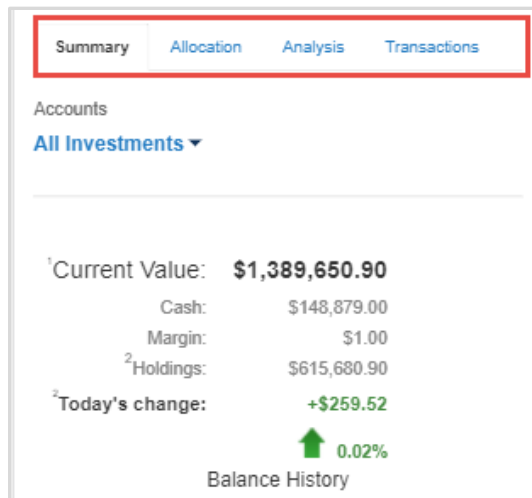 Summary Allocation Analysis Transactions
Accounts
All Investments
1Current Value: $1,389,650.90
Cash: $148,879.00
Margin: $1.00
2Holdings: $615,680.90
2Today's change: +$259.52
0.02%
Balance History